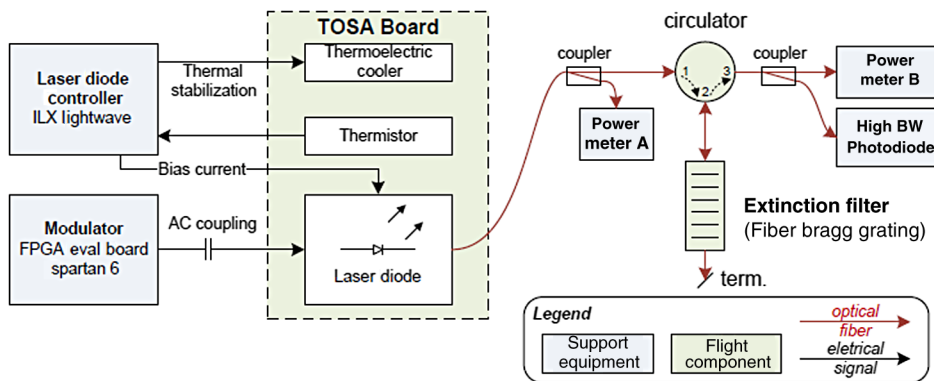 TOSA Board
Laser diode
controller
ILX lightwave
Thermal
stabilization
Thermoelectric
cooler
Thermistor
Bias current
Modulator
FPGA eval board
spartan 6
AC coupling
Laser diode
coupler
Power
meter A
circulator
1
2
3
coupler
Power
meter B
High BW
Photodiode
Extinction filter
(Fiber bragg grating)
term.
Legend
Support
equipment
Flight
component
optical
fiber
eletrical
signal